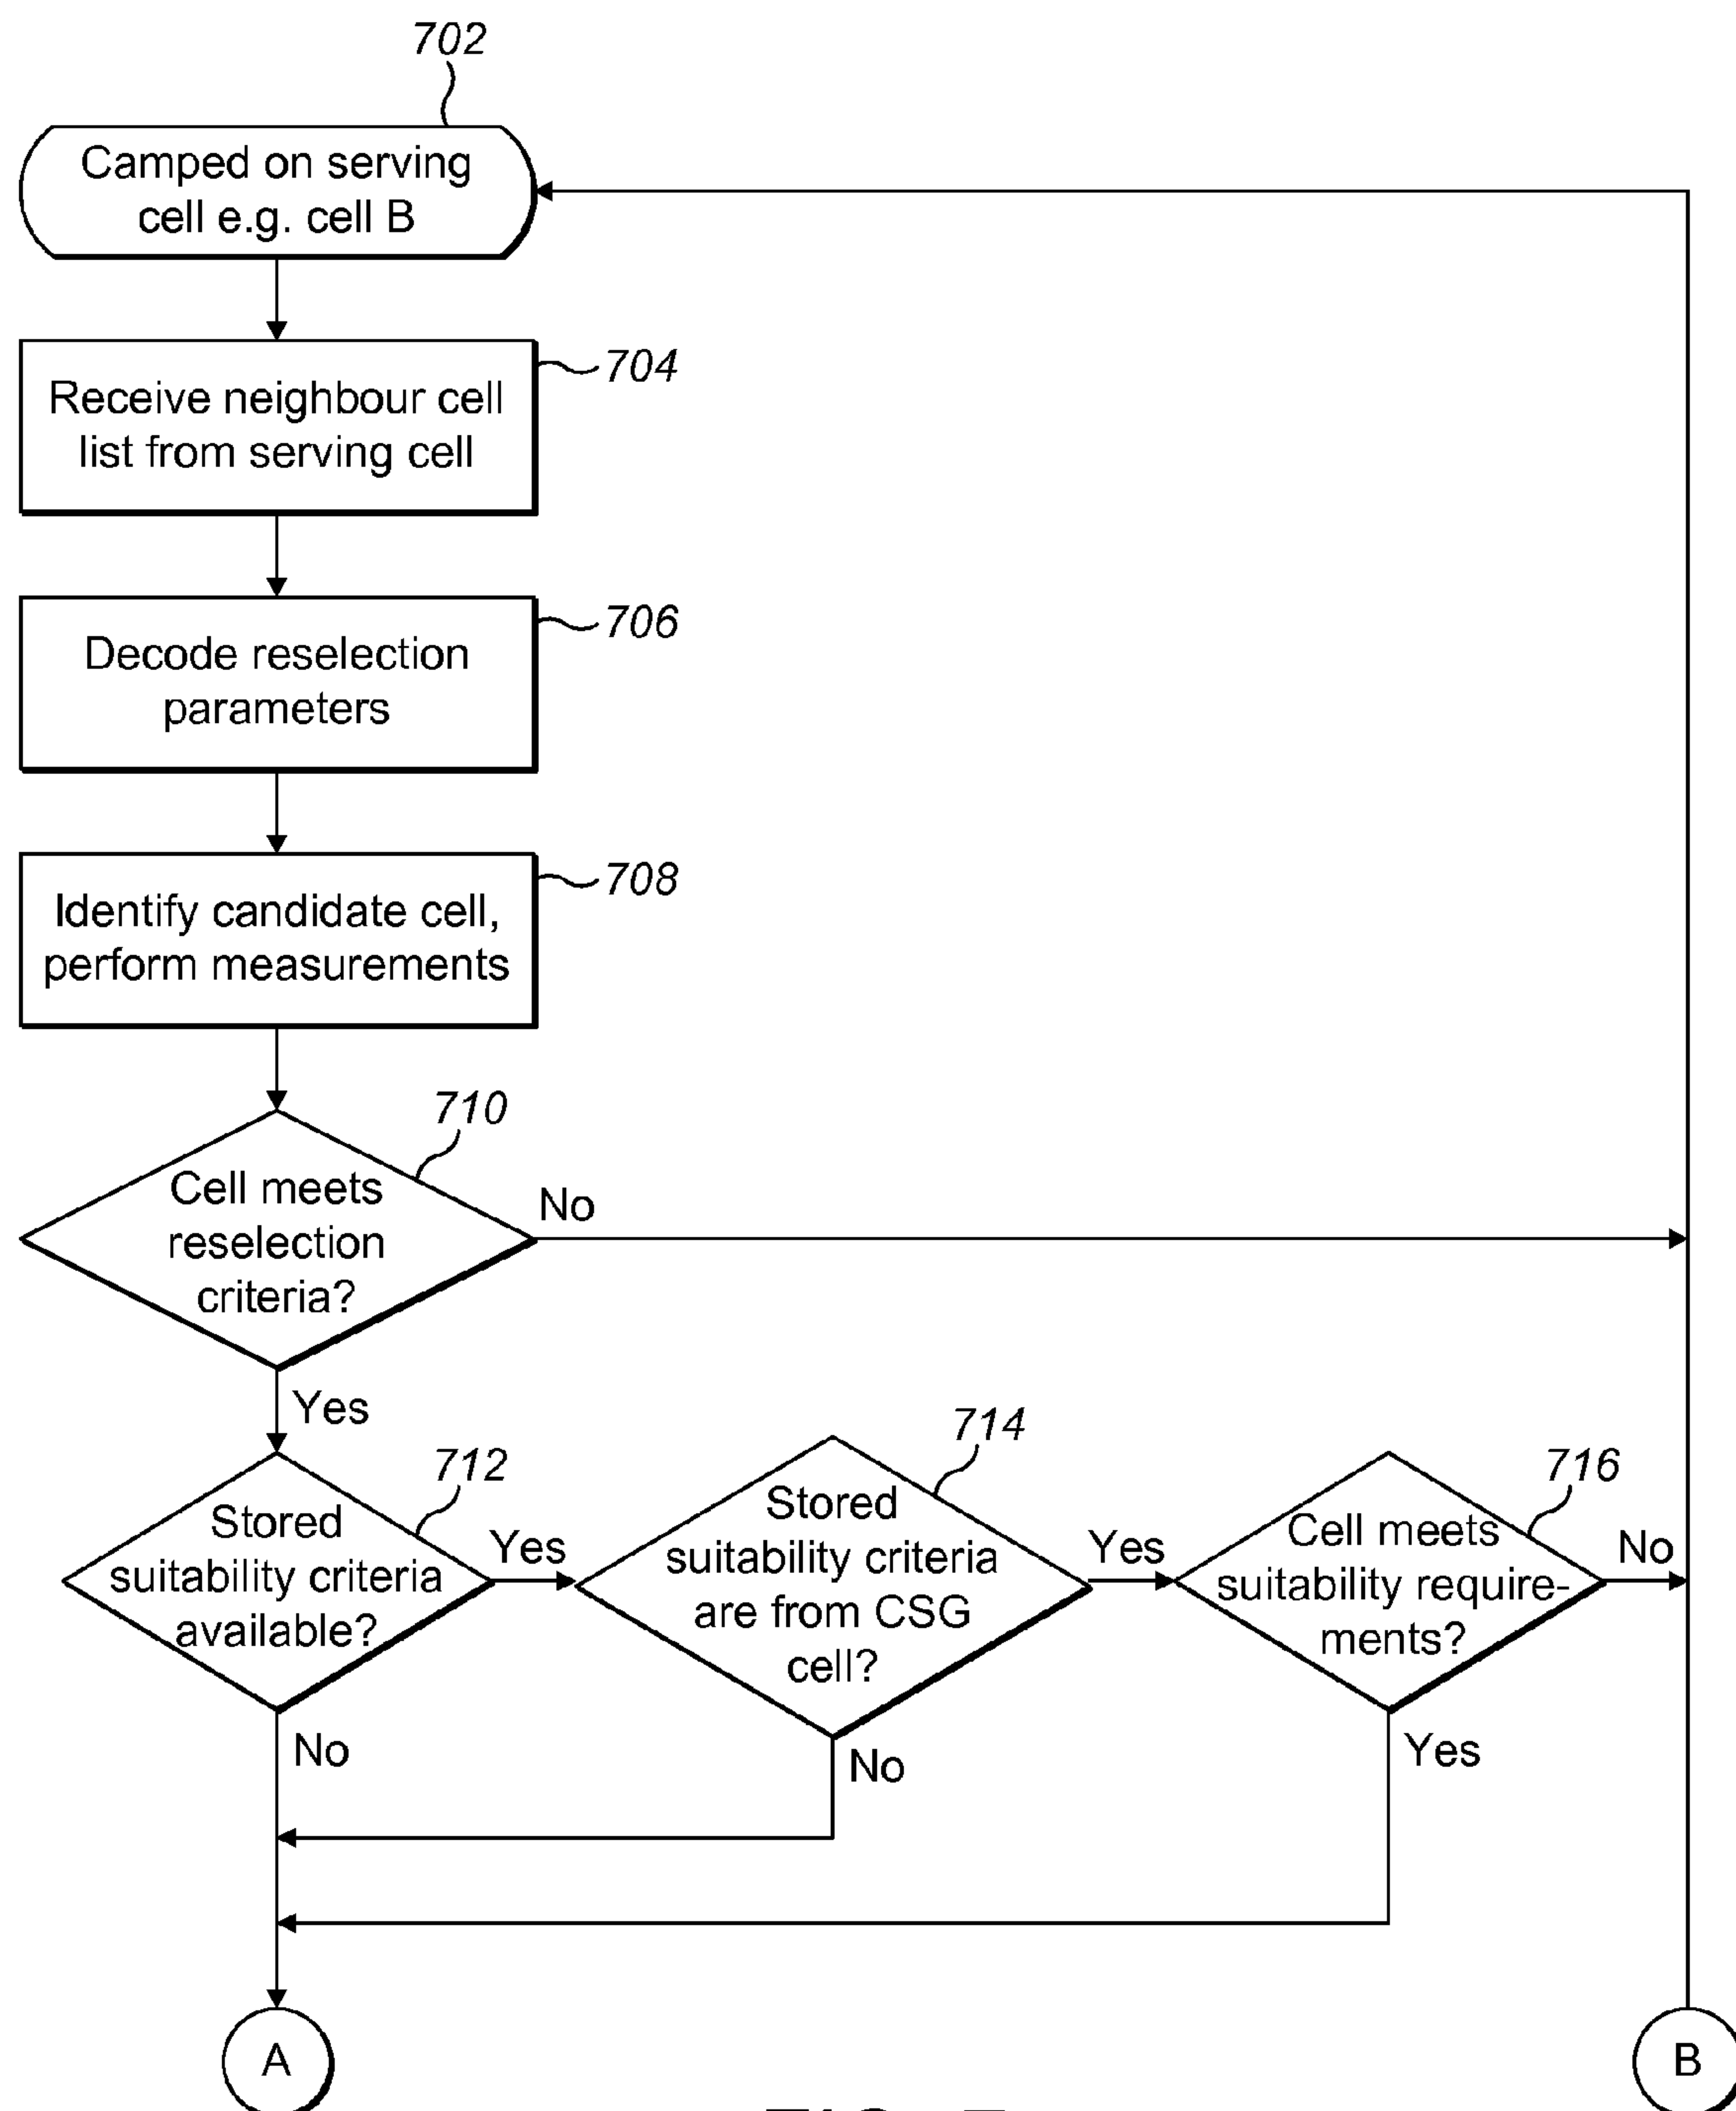 702
Camped on serving
cell e.g. cell B
Receive neighbour cell
list from serving cell
704
Decode reselection
parameters
706
Identify candidate cell,
perform measurements
708
710
Cell meets
reselection
criteria?
No
Yes
712
Stored
suitability criteria
available?
Yes
No
714
Stored
suitability criteria
are from CSG
cell?
Yes
No
716
Cell meets
suitability require-
ments?
No
Yes
A
B